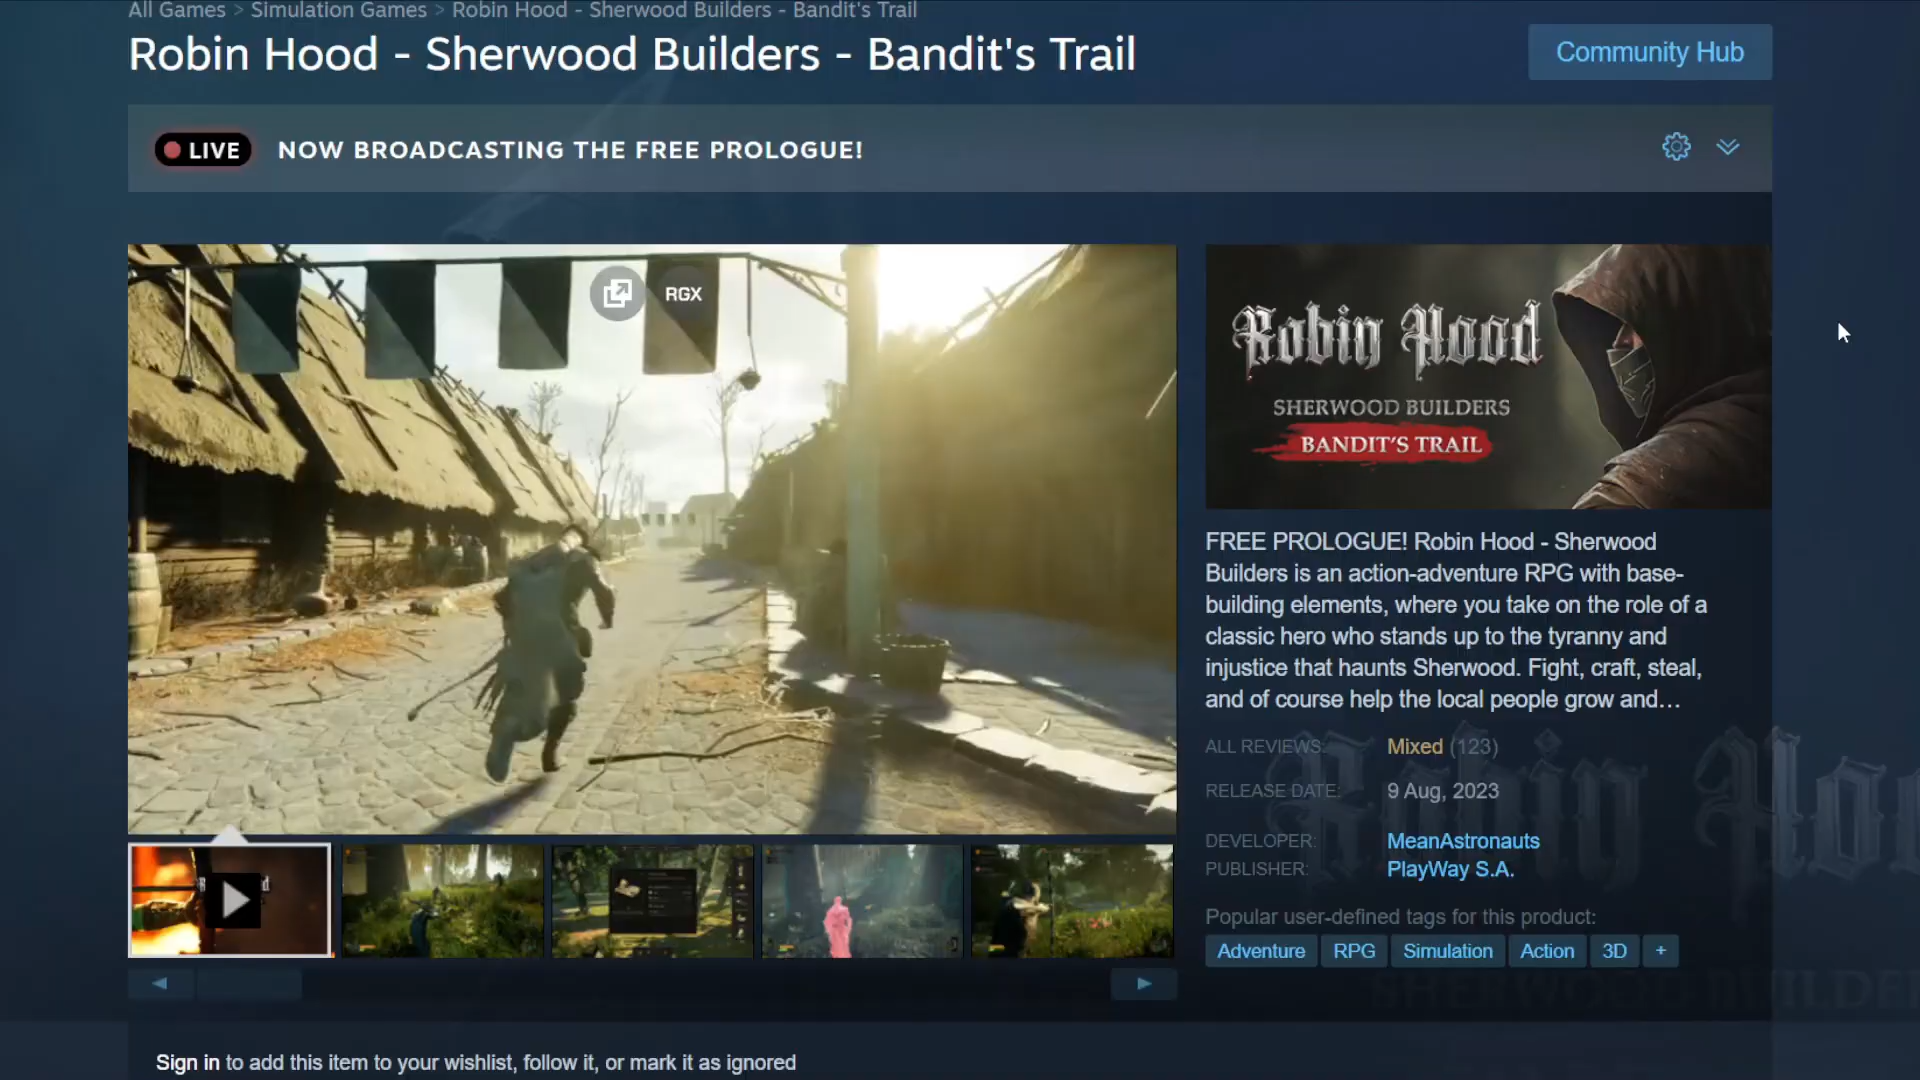 All Games > Simulation Games > Robin Hood - Sherwood Builders - Bandit's Trail
Robin Hood - Sherwood Builders - Bandit's Trail
Community Hub
LIVE
NOW BROADCASTING THE FREE PROLOGUE!
RGX
Robin Hood
SHERWOOD BUILDERS
BANDIT'S TRAIL
FREE PROLOGUE! Robin Hood - Sherwood
Builders is an action-adventure RPG with base-
building elements, where you take on the role of a
classic hero who stands up to the tyranny and
injustice that haunts Sherwood. Fight, craft, steal,
and of course help the local people grow and…
ALL REVIEWS: Mixed (123)
RELEASE DATE: 9 Aug, 2023
DEVELOPER: MeanAstronauts
PUBLISHER: PlayWay S.A.
Popular user-defined tags for this product:
Adventure RPG Simulation Action 3D +
Sign in to add this item to your wishlist, follow it, or mark it as ignored